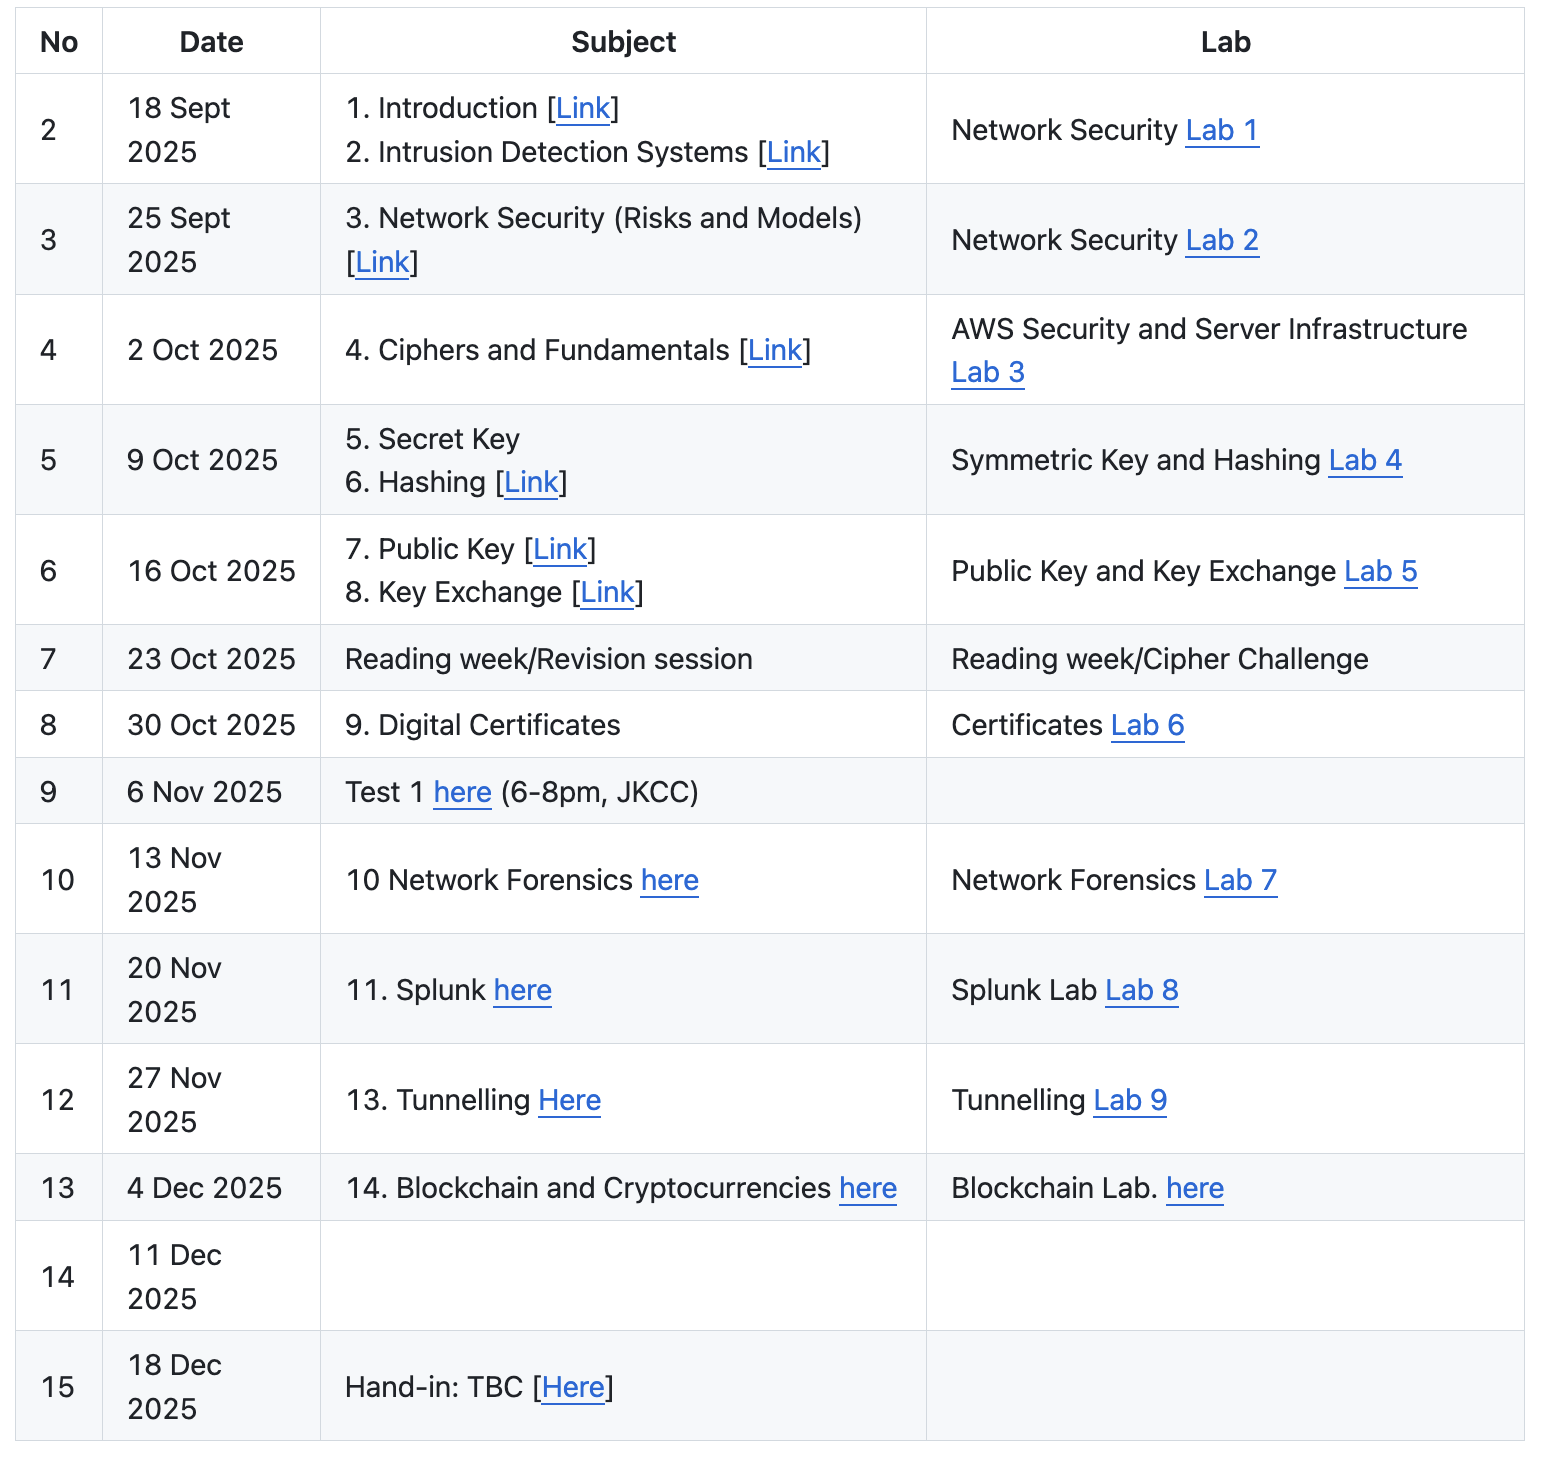 No Date Subject Lab
2
18 Sept
2025
1. Introduction [Link]
2. Intrusion Detection Systems [Link]
Network Security Lab 1
3
25 Sept
2025
3. Network Security (Risks and Models)
[Link]
Network Security Lab 2
4
2 Oct 2025
4. Ciphers and Fundamentals [Link]
AWS Security and Server Infrastructure
Lab 3
5
9 Oct 2025
5. Secret Key
6. Hashing [Link]
Symmetric Key and Hashing Lab 4
6
16 Oct 2025
7. Public Key [Link]
8. Key Exchange [Link]
Public Key and Key Exchange Lab 5
7
23 Oct 2025
Reading week/Revision session
Reading week/Cipher Challenge
8
30 Oct 2025
9. Digital Certificates
Certificates Lab 6
9
6 Nov 2025
Test 1 here (6-8pm, JKCC)
10
13 Nov
2025
10 Network Forensics here
Network Forensics Lab 7
11
20 Nov
2025
11. Splunk here
Splunk Lab Lab 8
12
27 Nov
2025
13. Tunnelling Here
Tunnelling Lab 9
13
4 Dec 2025
14. Blockchain and Cryptocurrencies here
Blockchain Lab. here
14
11 Dec
2025
15
18 Dec
2025
Hand-in: TBC [Here]